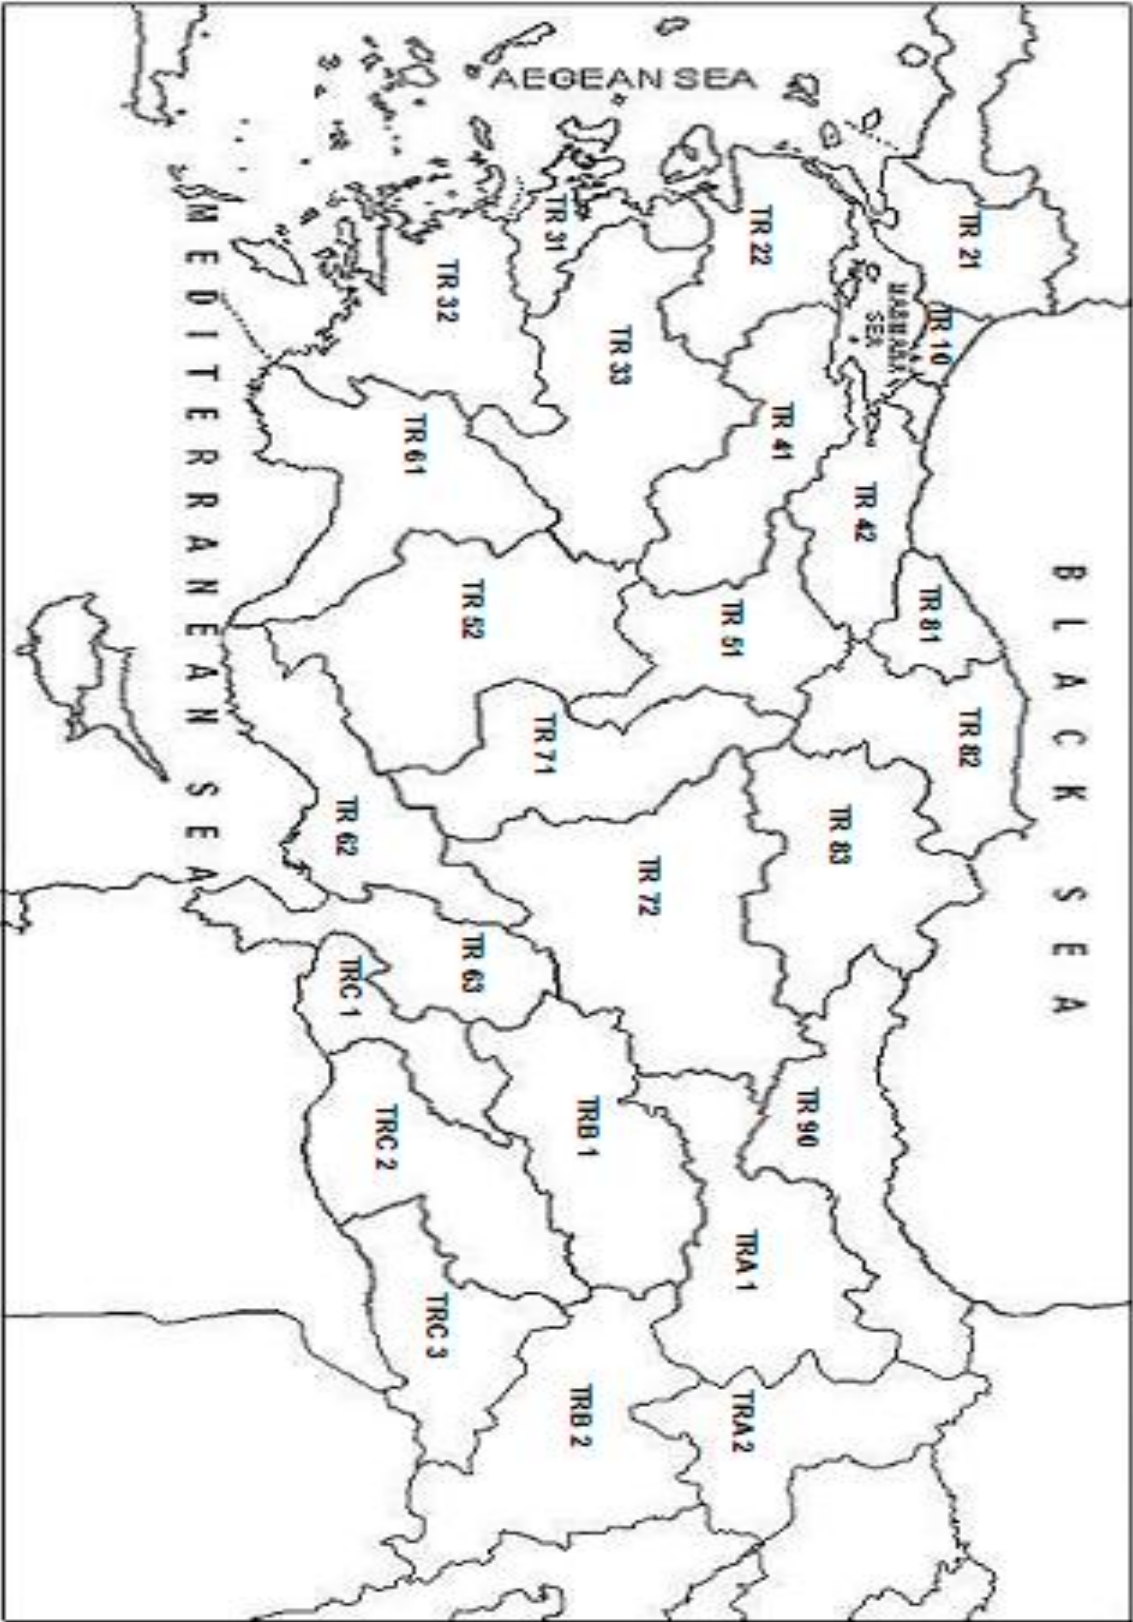 BLACK SEA
TR 21
TR 10
MARMARA
SEA
TR 81
TR 82
TR 42
TR 83
TR 90
TR 22
TR 41
TR 51
TRA 1
TRA 2
AEGEAN SEA
TR 33
TR 72
TR 31
TR 71
TRB 1
TRB 2
TR 32
TR 61
TR 52
TR 63
TRC 3
TR 62
TRC 1
TRC 2
MEDITERRANEAN SEA